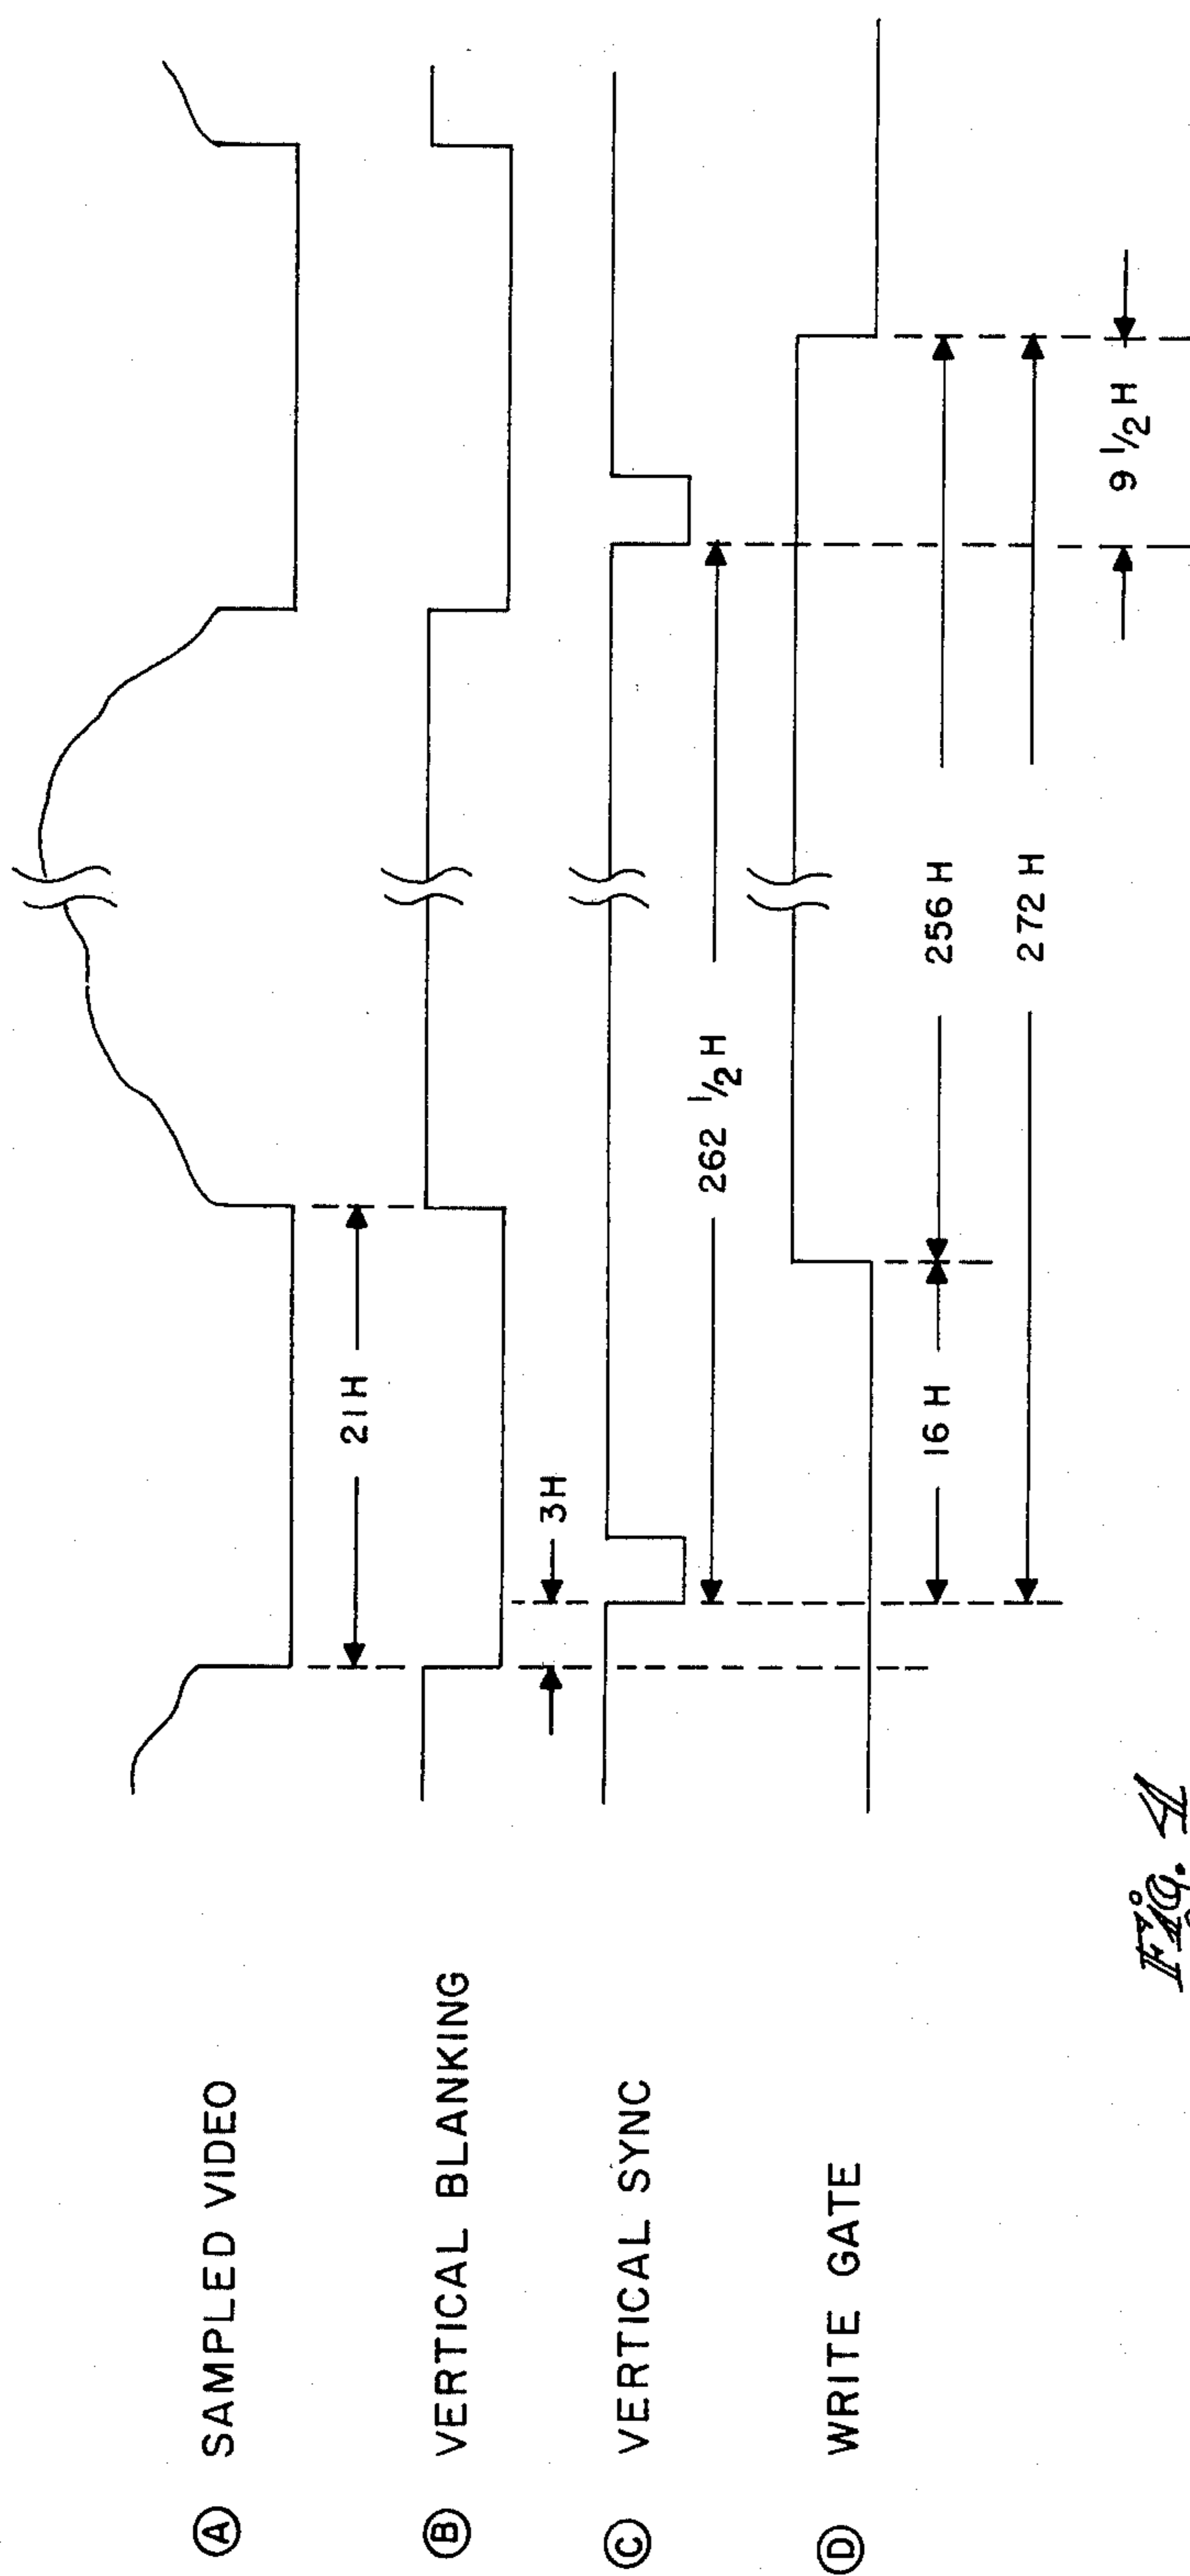 Ⓐ SAMPLED VIDEO
21H
Ⓑ VERTICAL BLANKING
3H
Ⓒ VERTICAL SYNC
262 1/2 H
Ⓓ WRITE GATE
16 H
256 H
272 H
9 1/2 H
Fig. 4